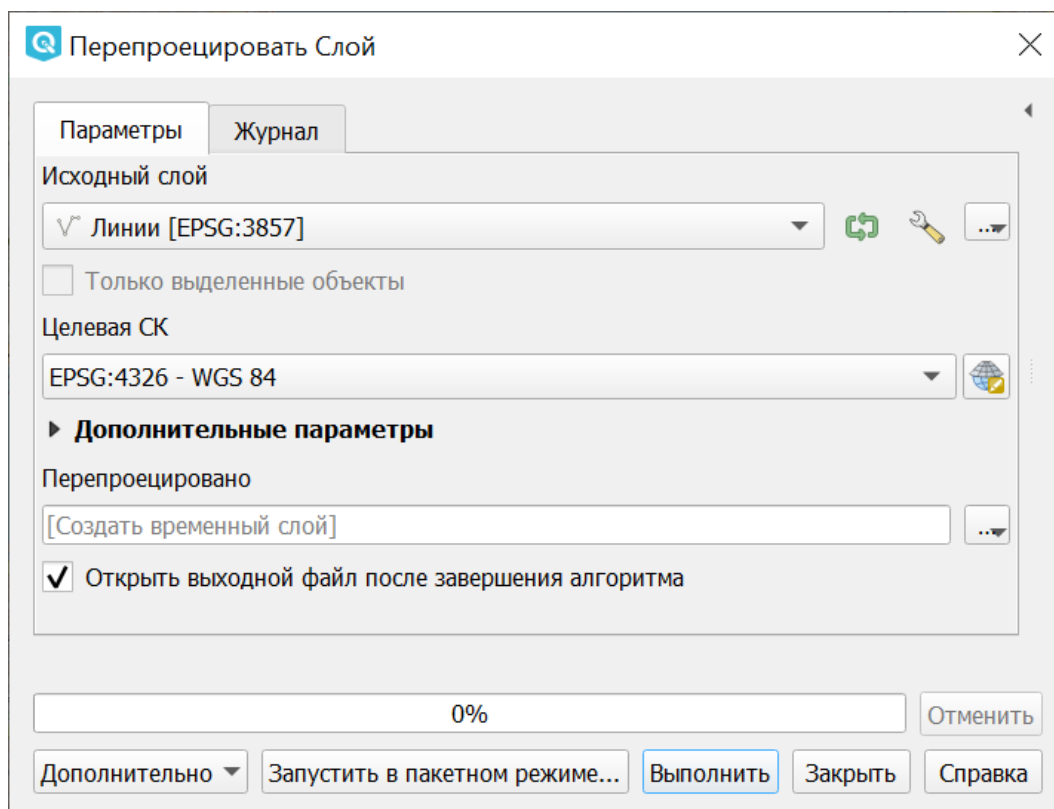 Перепроецировать Слой
Параметры
Журнал
Исходный слой
Линии [EPSG:3857]
...
Только выделенные объекты
Целевая СК
EPSG:4326 - WGS 84
Дополнительные параметры
Перепроецировано
[Создать временный слой]
...
Открыть выходной файл после завершения алгоритма
0%
Отменить
Дополнительно
Запустить в пакетном режиме...
Выполнить
Закрыть
Справка